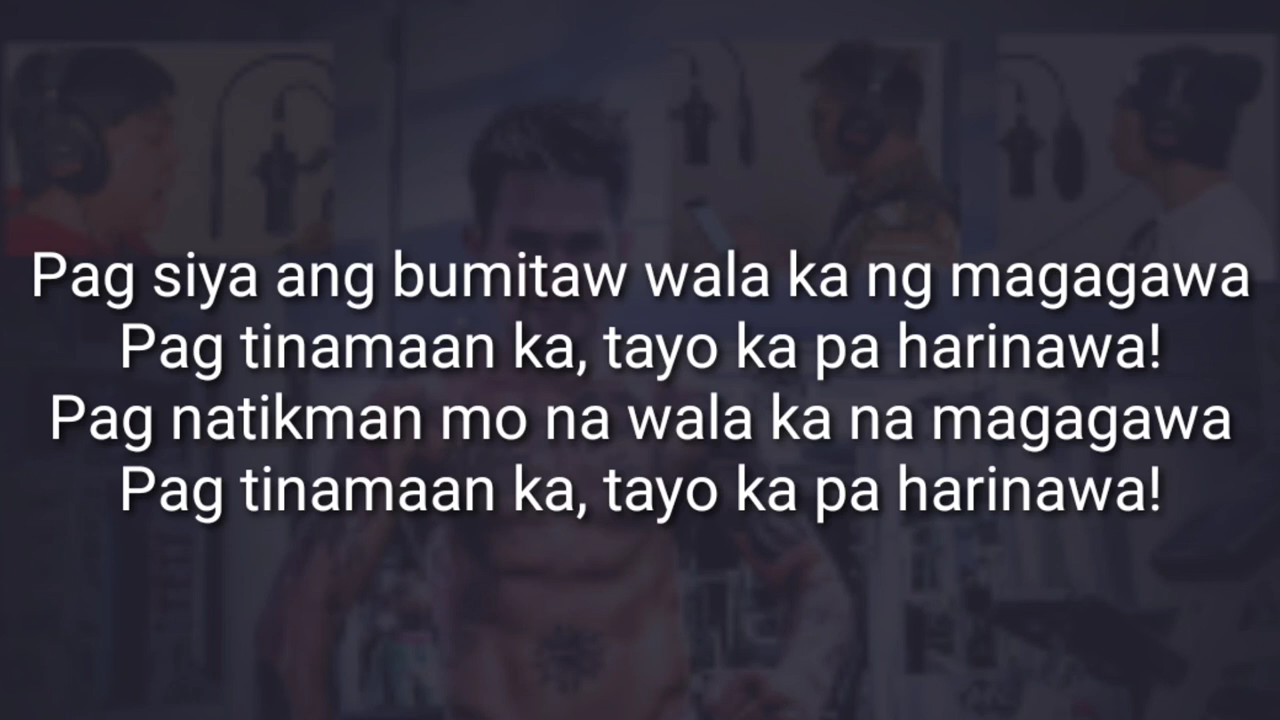 Pag siya ang bumitaw wala ka ng magagawa
Pag tinamaan ka, tayo ka pa harinawa!
Pag natikman mo na wala ka na magagawa
Pag tinamaan ka, tayo ka pa harinawa!